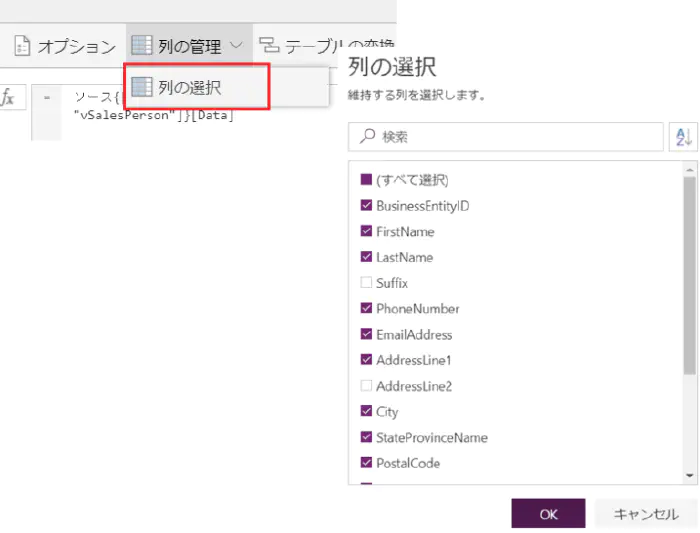 オプション 列の管理 テーブルの変換
列の選択
fx = ソース{[
"vSalesPerson"]}[Data]
列の選択
維持する列を選択します。
検索
(すべて選択)
BusinessEntityID
FirstName
LastName
Suffix
PhoneNumber
EmailAddress
AddressLine1
AddressLine2
City
StateProvinceName
PostalCode
OK キャンセル